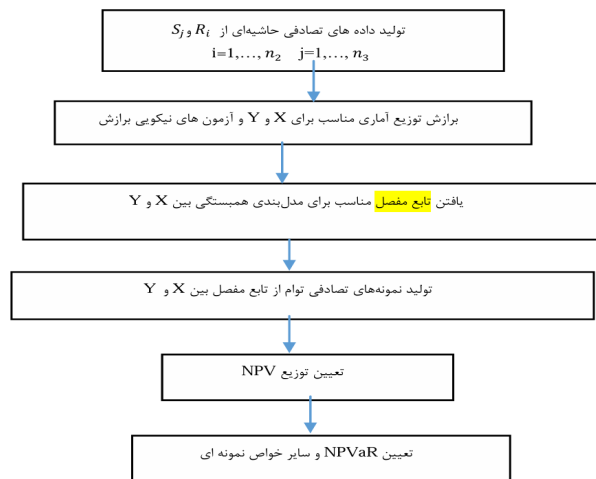 تولید داده های تصادفی حاشیه‌ای از R_i و S_j
i=1,…, n_2 j=1,…, n_3
برازش توزیع آماری مناسب برای X و Y و آزمون های نیکویی برازش
یافتن تابع مفصل مناسب برای مدل‌بندی همبستگی بین X و Y
تولید نمونه‌های تصادفی توام از تابع مفصل بین X و Y
تعیین توزیع NPV
تعیین NPVaR و سایر خواص نمونه ای